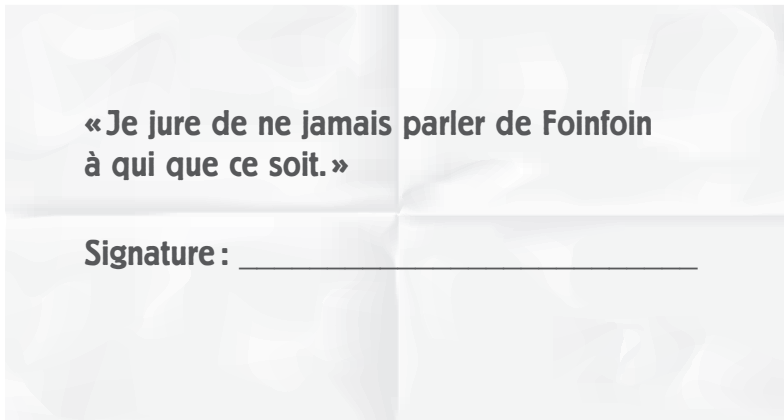 «Je jure de ne jamais parler de Foinfoin
à qui que ce soit.»
Signature : ______________________________